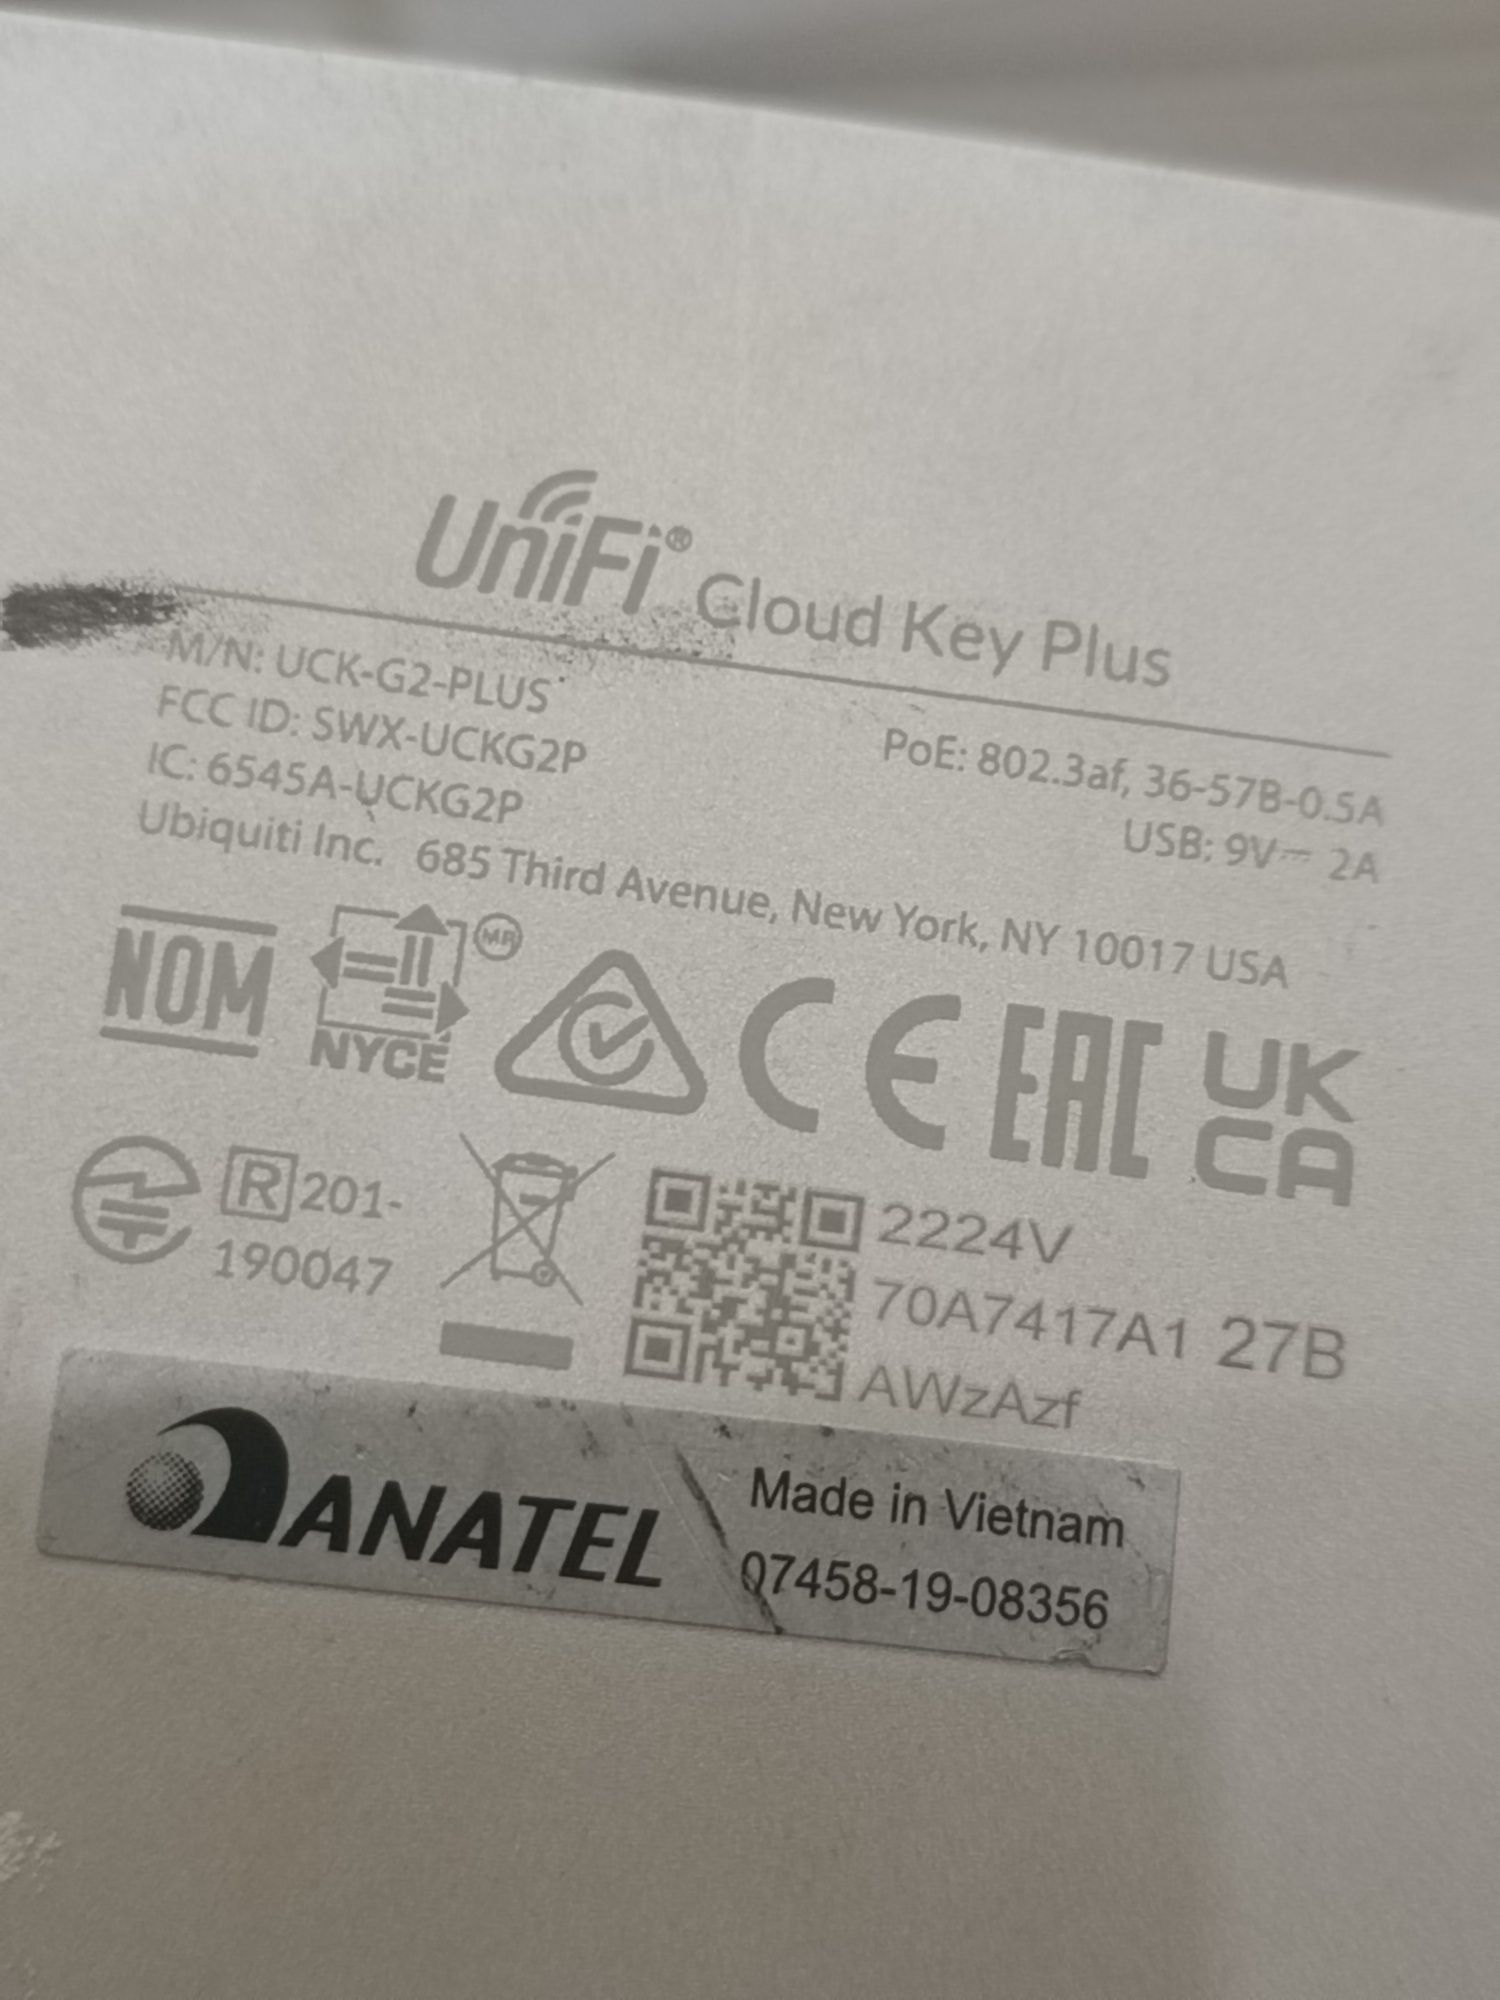 UniFi® Cloud Key Plus
M/N: UCK-G2-PLUS
FCC ID: SWX-UCKG2P
IC: 6545A-UCKG2P
PoE: 802.3af, 36-57B-0.5A
USB: 9V⎓ 2A
Ubiquiti Inc. 685 Third Avenue, New York, NY 10017 USA
NOM
NYCE MR
CE
EAC
UK
CA
R 201-
190047
2224V
70A7417A1 27B
AWzAzf
ANATEL
Made in Vietnam
07458-19-08356